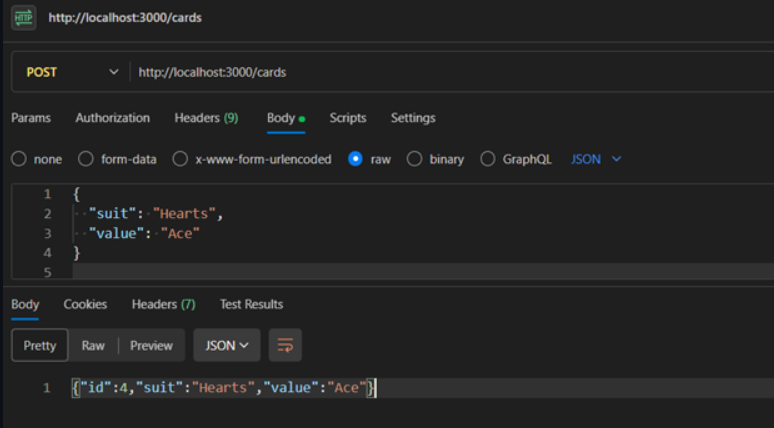 HTTP http://localhost:3000/cards
POST http://localhost:3000/cards
Params Authorization Headers (9) Body Scripts Settings
none form-data x-www-form-urlencoded raw binary GraphQL JSON
1 {
2 "suit": "Hearts",
3 "value": "Ace"
4 }
5
Body Cookies Headers (7) Test Results
Pretty Raw Preview JSON
1 {"id":4,"suit":"Hearts","value":"Ace"}